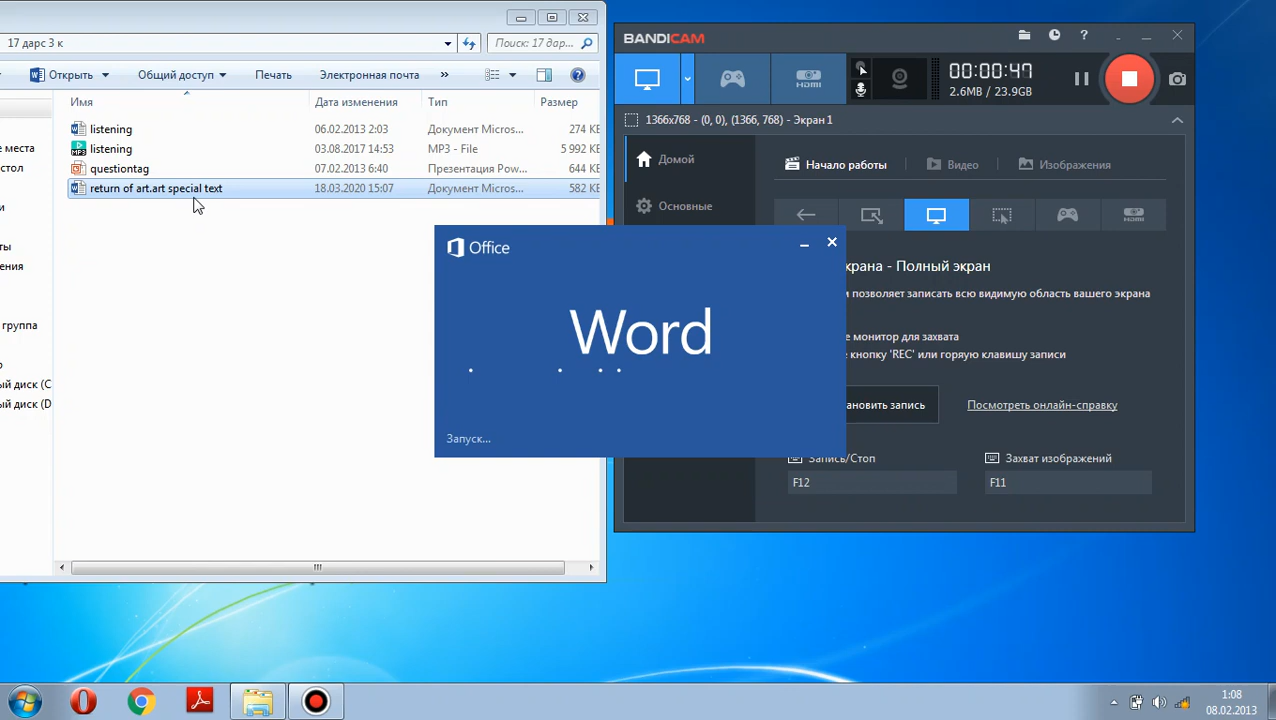 17 дарс 3 к
Поиск: 17 дарс...
Открыть
Общий доступ
Печать
Электронная почта
»
Имя
Дата изменения
Тип
Размер
listening
06.02.2013 2:03
Документ Micros...
274 КБ
listening
03.08.2017 14:53
MP3 - File
5 992 КБ
questiontag
07.02.2013 6:40
Презентация Pow...
644 КБ
return of art.art special text
18.03.2020 15:07
Документ Micros...
582 КБ
е места
стол
ы
ения
группа
ый диск (C
ый диск (D
BANDICAM
HDMI
00:00:47
2.6MB / 23.9GB
1366x768 - (0, 0), (1366, 768) - Экран 1
Домой
Основные
Начало работы
Видео
Изображения
HDMI
крана - Полный экран
м позволяет записать всю видимую область вашего экрана
е монитор для захвата
е кнопку 'REC' или горяую клавишу записи
ановить запись
Посмотреть онлайн-справку
Запись/Стоп
Захват изображений
F12
F11
Office
Word
Запуск...
1:08
08.02.2013